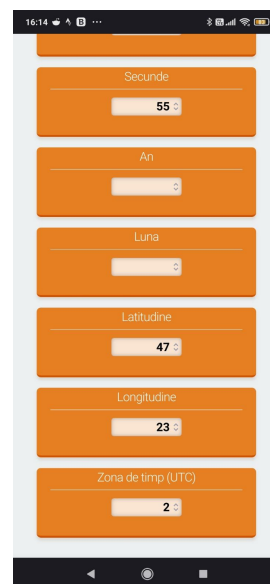 16:14
Secunde
55
An
Luna
Latitudine
47
Longitudine
23
Zona de timp (UTC)
2